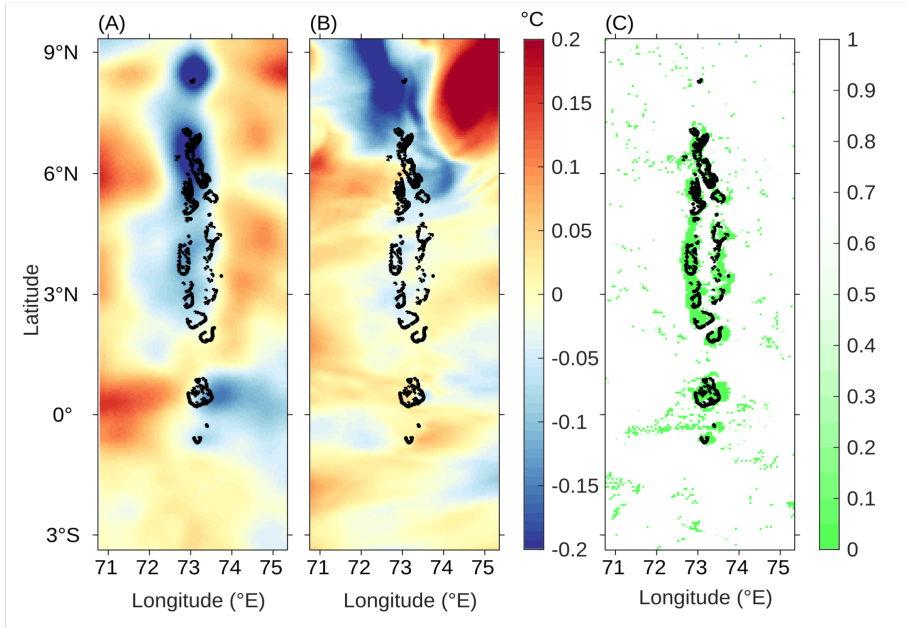 (A)
(B)
°C
(C)
Longitude (°E)
9°N
6°N
3°N
0°
3°S
Latitude
71 72 73 74 75
Longitude (°E)
71 72 73 74 75
Longitude (°E)
0.2
0.15
0.1
0.05
0
-0.05
-0.1
-0.15
-0.2
71 72 73 74 75
Longitude (°E)
1
0.9
0.8
0.7
0.6
0.5
0.4
0.3
0.2
0.1
0